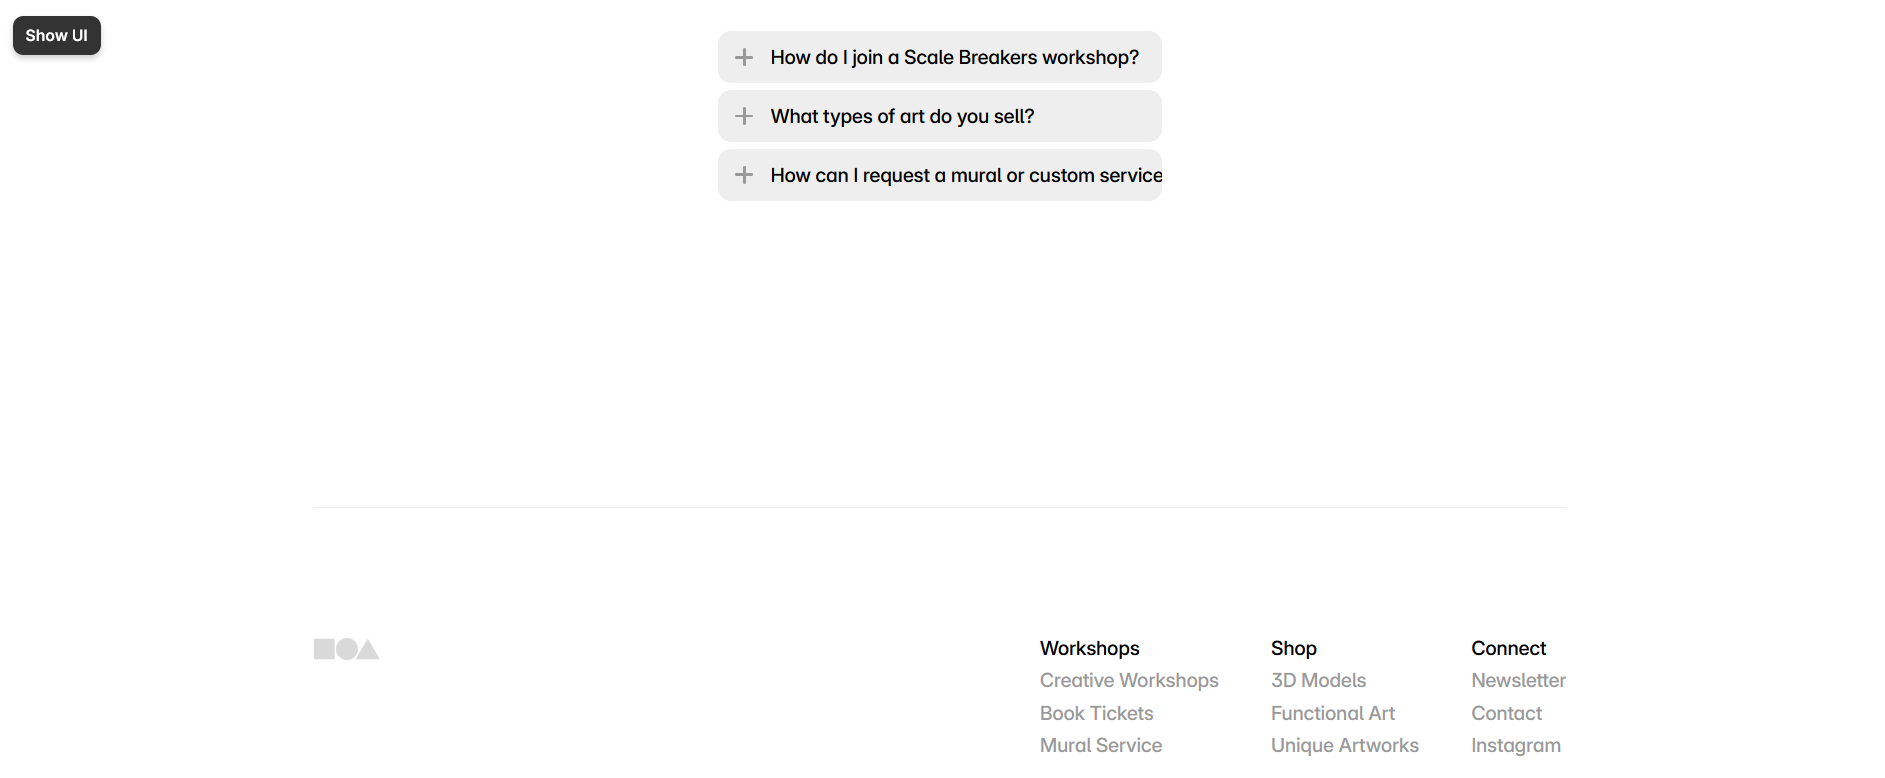 Show UI
How do I join a Scale Breakers workshop?
What types of art do you sell?
How can I request a mural or custom service
Workshops
Creative Workshops
Book Tickets
Mural Service
Shop
3D Models
Functional Art
Unique Artworks
Connect
Newsletter
Contact
Instagram